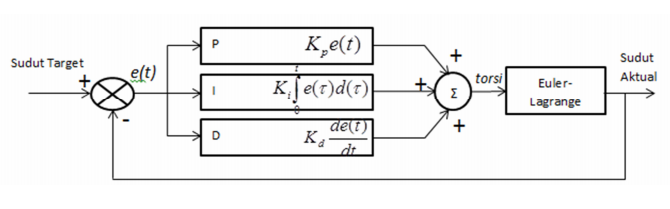 Sudut Target
+
-
e(t)
P K_p e(t)
I K_i ∫_0^t e(τ)d(τ)
D K_d de(t)/dt
+
+
+
Σ
torsi
Euler-
Lagrange
Sudut
Aktual